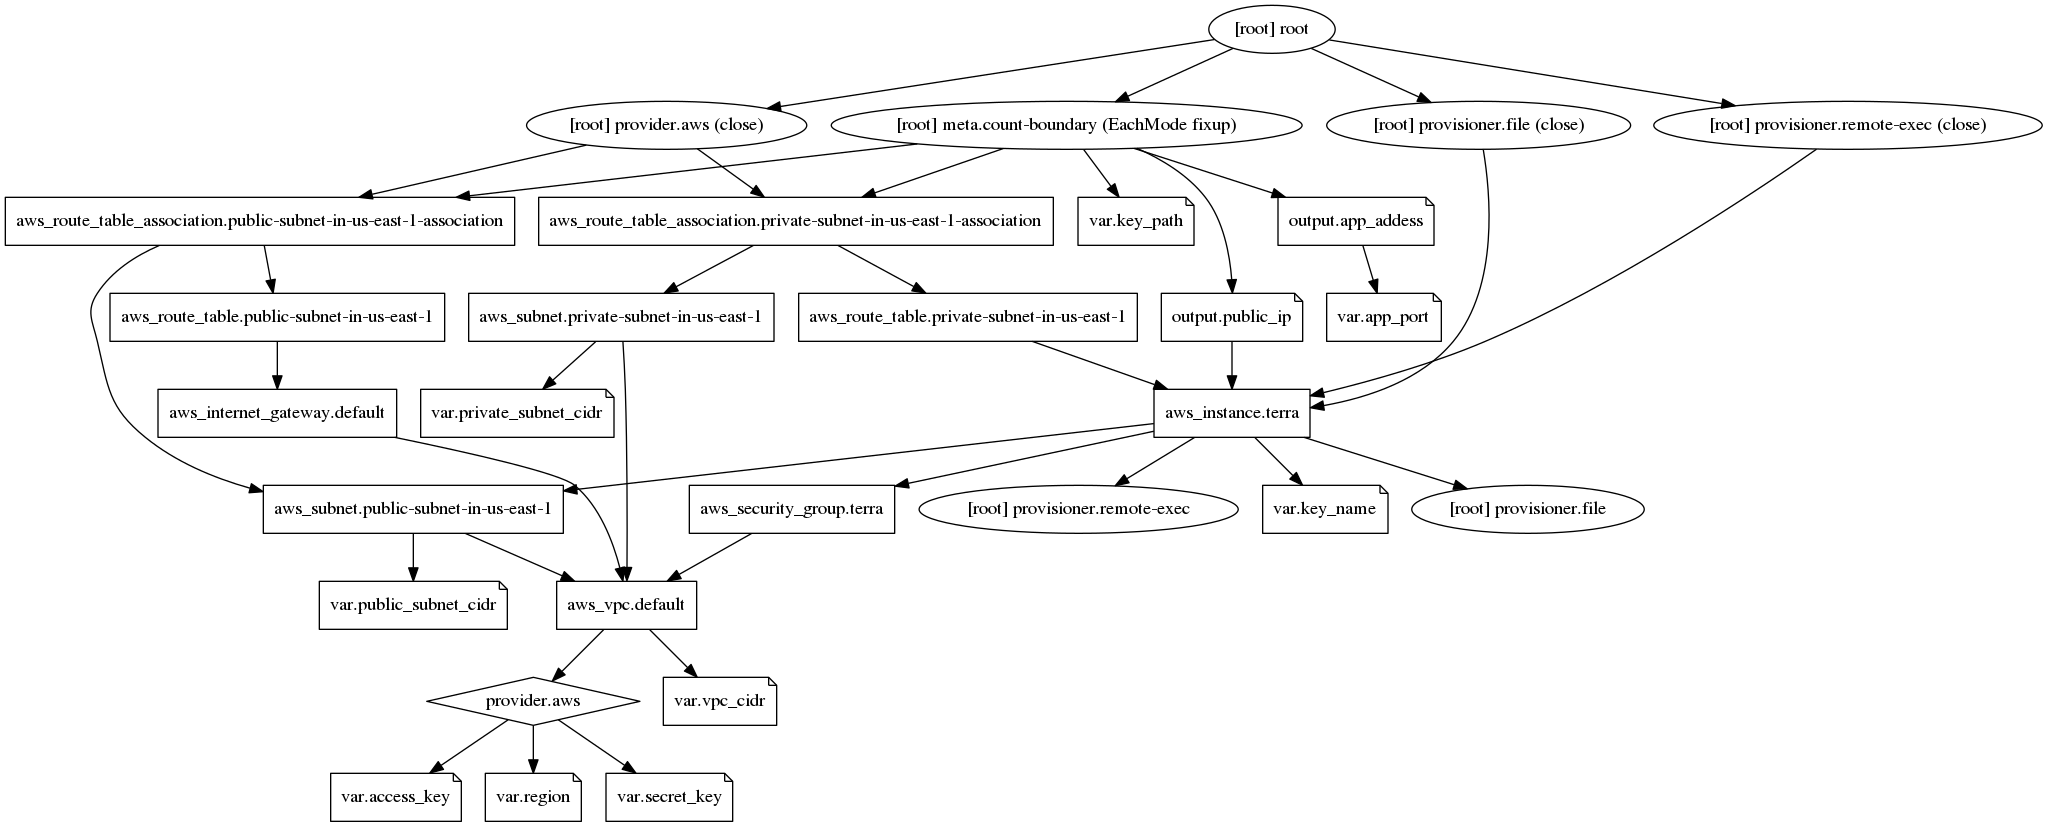 [root] root
[root] provider.aws (close)
[root] meta.count-boundary (EachMode fixup)
[root] provisioner.file (close)
[root] provisioner.remote-exec (close)
aws_route_table_association.public-subnet-in-us-east-1-association
aws_route_table_association.private-subnet-in-us-east-1-association
var.key_path
output.app_addess
aws_route_table.public-subnet-in-us-east-1
aws_subnet.private-subnet-in-us-east-1
aws_route_table.private-subnet-in-us-east-1
output.public_ip
var.app_port
aws_internet_gateway.default
var.private_subnet_cidr
aws_instance.terra
aws_subnet.public-subnet-in-us-east-1
aws_security_group.terra
[root] provisioner.remote-exec
var.key_name
[root] provisioner.file
var.public_subnet_cidr
aws_vpc.default
provider.aws
var.vpc_cidr
var.access_key
var.region
var.secret_key